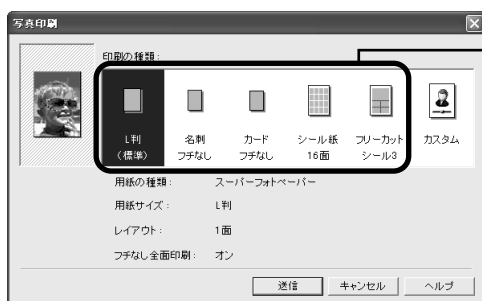 写真印刷
印刷の種類:
L判
(標準)
名刺
フチなし
カード
フチなし
シール紙
16面
フリーカット
シール3
カスタム
用紙の種類: スーパーフォトペーパー
用紙サイズ: L判
レイアウト: 1面
フチなし全面印刷: オン
送信 キャンセル ヘルプ